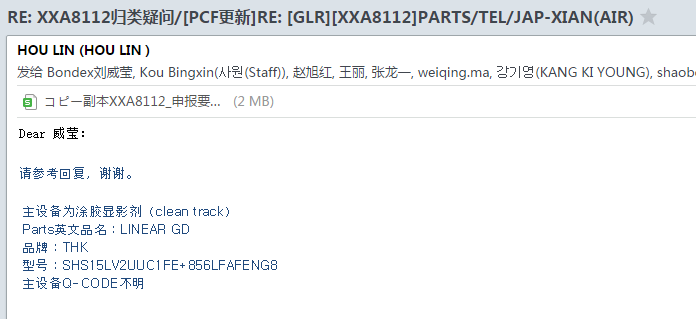 RE: XXA8112归类疑问/[PCF更新]RE: [GLR][XXA8112]PARTS/TEL/JAP-XIAN(AIR)
HOU LIN (HOU LIN )
发给 Bondex刘威莹, Kou Bingxin(사원(Staff)), 赵旭红, 王丽, 张龙一, weiqing.ma, 강기영(KANG KI YOUNG), shaobo
コピー副本XXA8112_申报要... (2 MB)
Dear 威莹：
请参考回复，谢谢。
主设备为涂胶显影剂（clean track）
Parts英文品名：LINEAR GD
品牌：THK
型号：SHS15LV2UUC1FE+856LFAFENG8
主设备Q-CODE不明